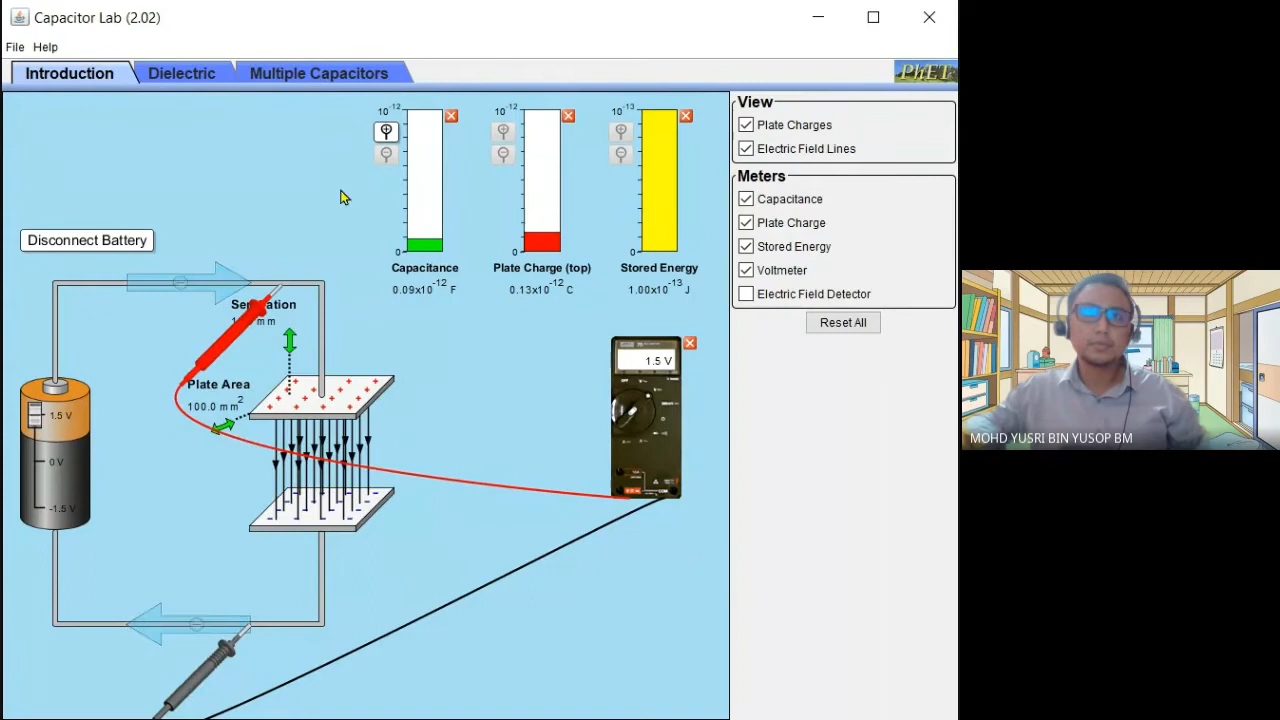 Capacitor Lab (2.02)
File Help
Introduction Dielectric Multiple Capacitors
PhET
10-12
0
Capacitance
0.09x10-12 F
10-12
0
Plate Charge (top)
0.13x10-12 C
10-13
0
Stored Energy
1.00x10-13 J
Disconnect Battery
Plate Area
100.0 mm2
1.5 V
0 V
-1.5 V
1.5 V
View
Plate Charges
Electric Field Lines
Meters
Capacitance
Plate Charge
Stored Energy
Voltmeter
Electric Field Detector
Reset All
MOHD YUSRI BIN YUSOP BM